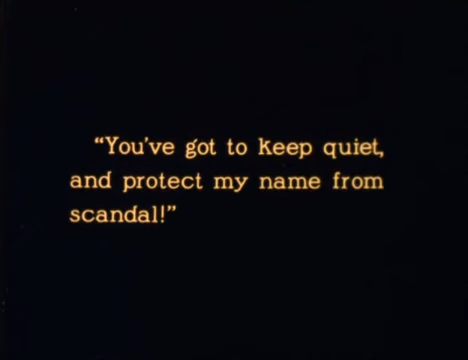 “You've got to keep quiet,
and protect my name from
scandal!”